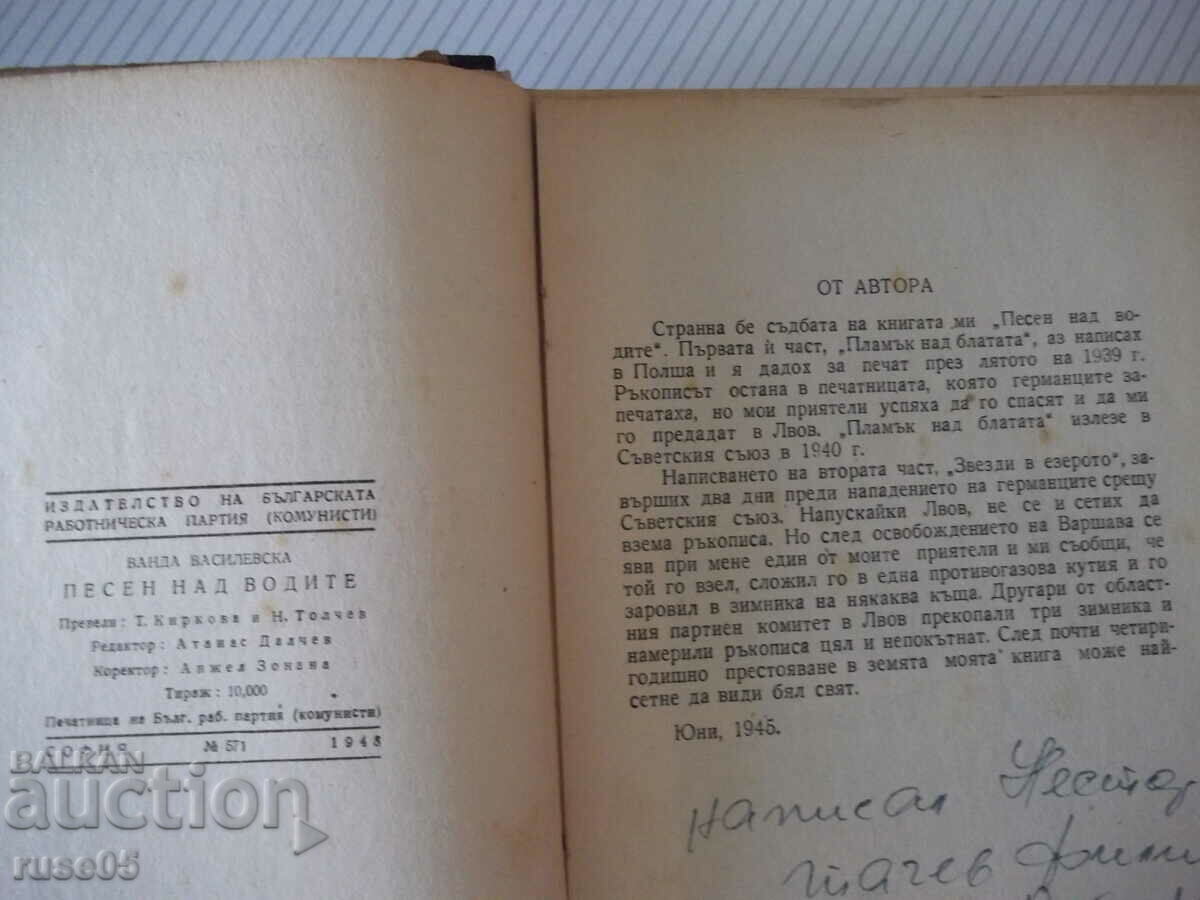 ИЗДАТЕЛСТВО НА БЪЛГАРСКАТА
РАБОТНИЧЕСКА ПАРТИЯ (КОМУНИСТИ)
ВАНДА ВАСИЛЕВСКА
ПЕСЕН НАД ВОДИТЕ
Превели: Т. Киркова и Н. Толчев
Редактор: Атанас Далчев
Коректор: Анжел Зонана
Тираж: 10,000
Печатница на Бълг. раб. партия (комунисти)
СОФИЯ № 571 1948
ОТ АВТОРА
Странна бе съдбата на книгата ми „Песен над во-
дите“. Първата ѝ част, „Пламък над блатата“, аз написах
в Полша и я дадох за печат през лятото на 1939 г.
Ръкописът остана в печатницата, която германците за-
печатаха, но мои приятели успяха да го спасят и да ми
го предадат в Лвов. „Пламък над блатата“ излезе в
Съветския съюз в 1940 г.
Написването на втората част, „Звезди в езерото“, за-
върших два дни преди нападението на германците срещу
Съветския съюз. Напускайки Лвов, не се и сетих да
взема ръкописа. Но след освобождението на Варшава се
яви при мене един от моите приятели и ми съобщи, че
той го взел, сложил го в една противогазова кутия и го
заровил в зимника на някаква къща. Другари от област-
ния партиен комитет в Лвов прекопали три зимника и
намерили ръкописа цял и непокътнат. След почти четири-
годишно престояване в земята моята книга може най-
сетне да види бял свят.
Юни, 1945.
написал Нестор
Тачев
BALKAN
auction
ruse05